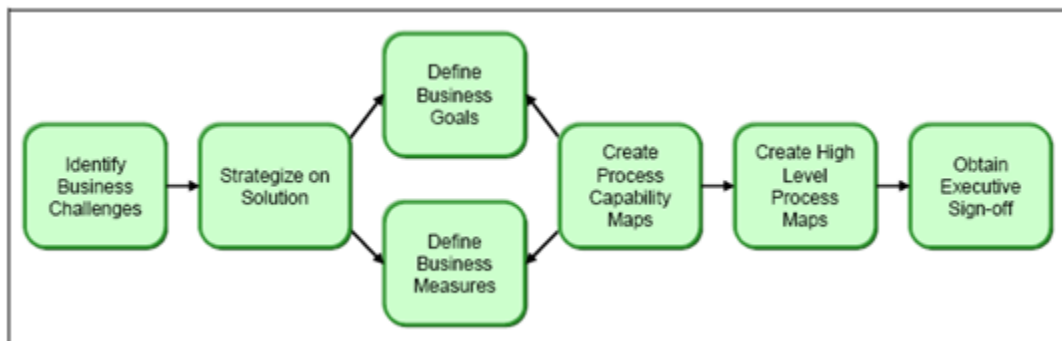 Identify
Business
Challenges
Strategize on
Solution
Define
Business
Goals
Define
Business
Measures
Create
Process
Capability
Maps
Create High
Level
Process
Maps
Obtain
Executive
Sign-off